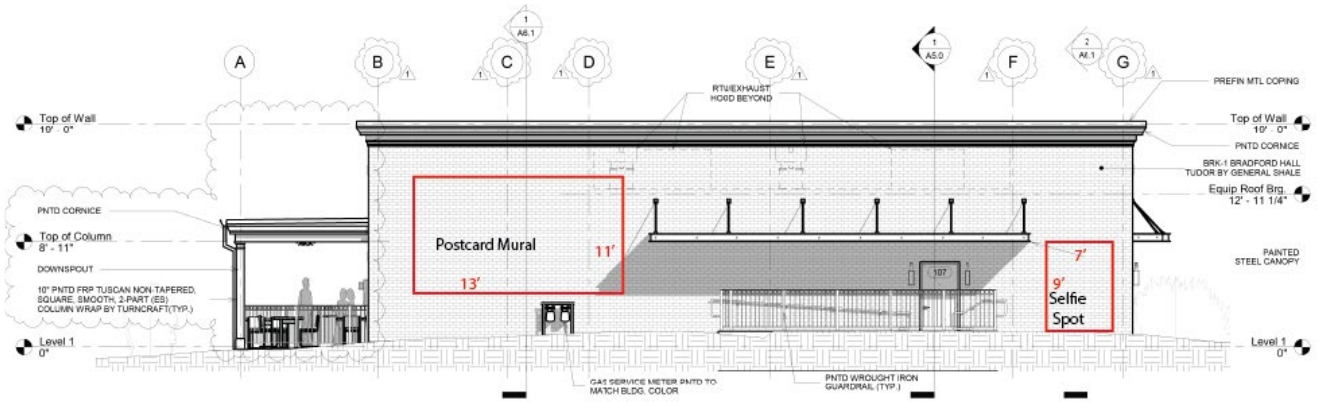 1
A6.1
1
A5.0
2
A6.1
A
B
C
D
E
F
G
1
1
1
1
1
1
RTU/EXHAUST
HOOD BEYOND
PREFIN MTL COPING
Top of Wall
19' - 0"
Top of Wall
19' - 0"
PNTD CORNICE
BRK-1 BRADFORD HALL
TUDOR BY GENERAL SHALE
Equip Roof Brg.
12' - 11 1/4"
PNTD CORNICE
Top of Column
8' - 11"
Postcard Mural
11'
13'
7'
9'
Selfie
Spot
107
PAINTED
STEEL CANOPY
DOWNSPOUT
10" PNTD FRP TUSCAN NON-TAPERED,
SQUARE, SMOOTH, 2-PART (ES)
COLUMN WRAP BY TURNCRAFT(TYP.)
Level 1
0"
Level 1
0"
GAS SERVICE METER PNTD TO
MATCH BLDG. COLOR
PNTD WROUGHT IRON
GUARDRAIL (TYP.)